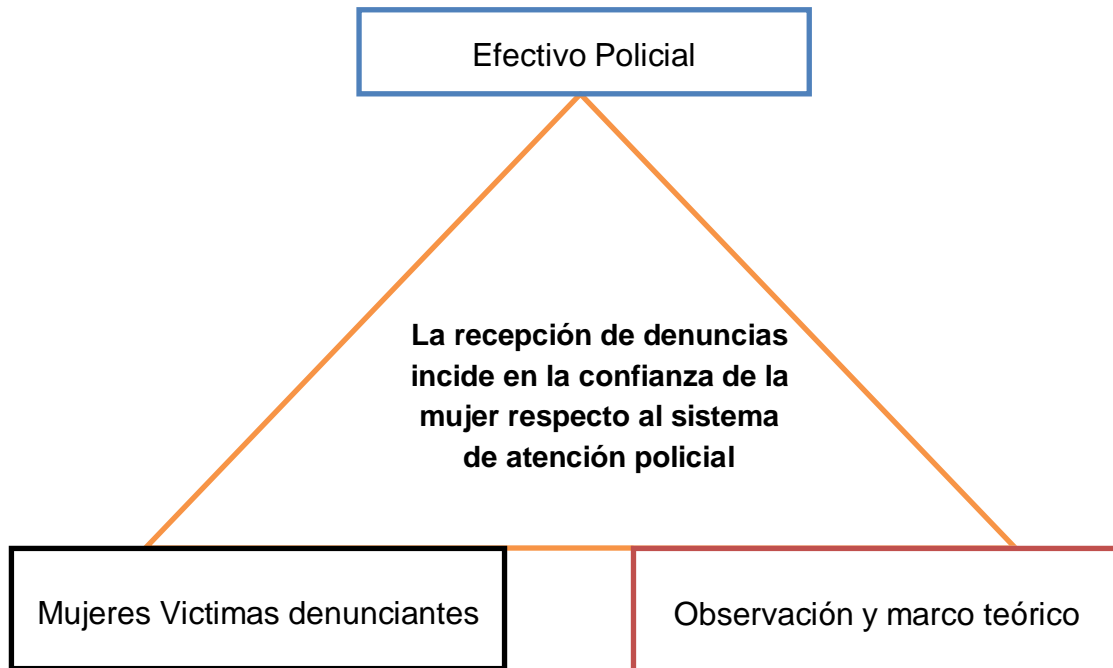 Efectivo Policial
La recepción de denuncias
incide en la confianza de la
mujer respecto al sistema
de atención policial
Mujeres Victimas denunciantes
Observación y marco teórico